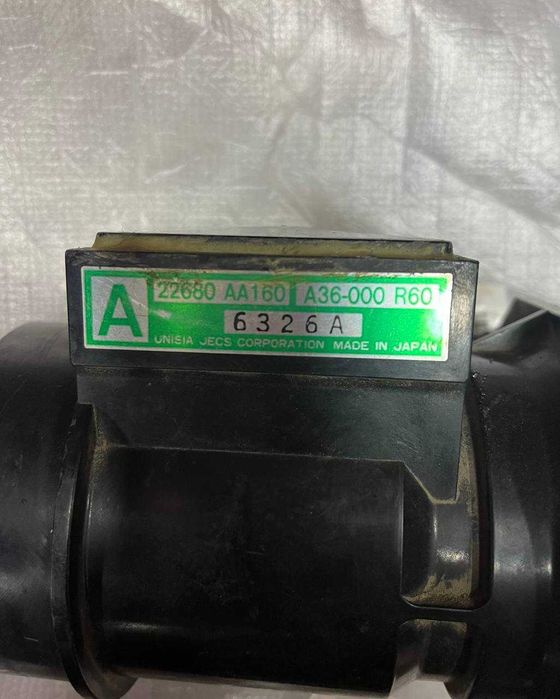 A
22680 AA160 A36-000 R60
6326A
UNISIA JECS CORPORATION MADE IN JAPAN